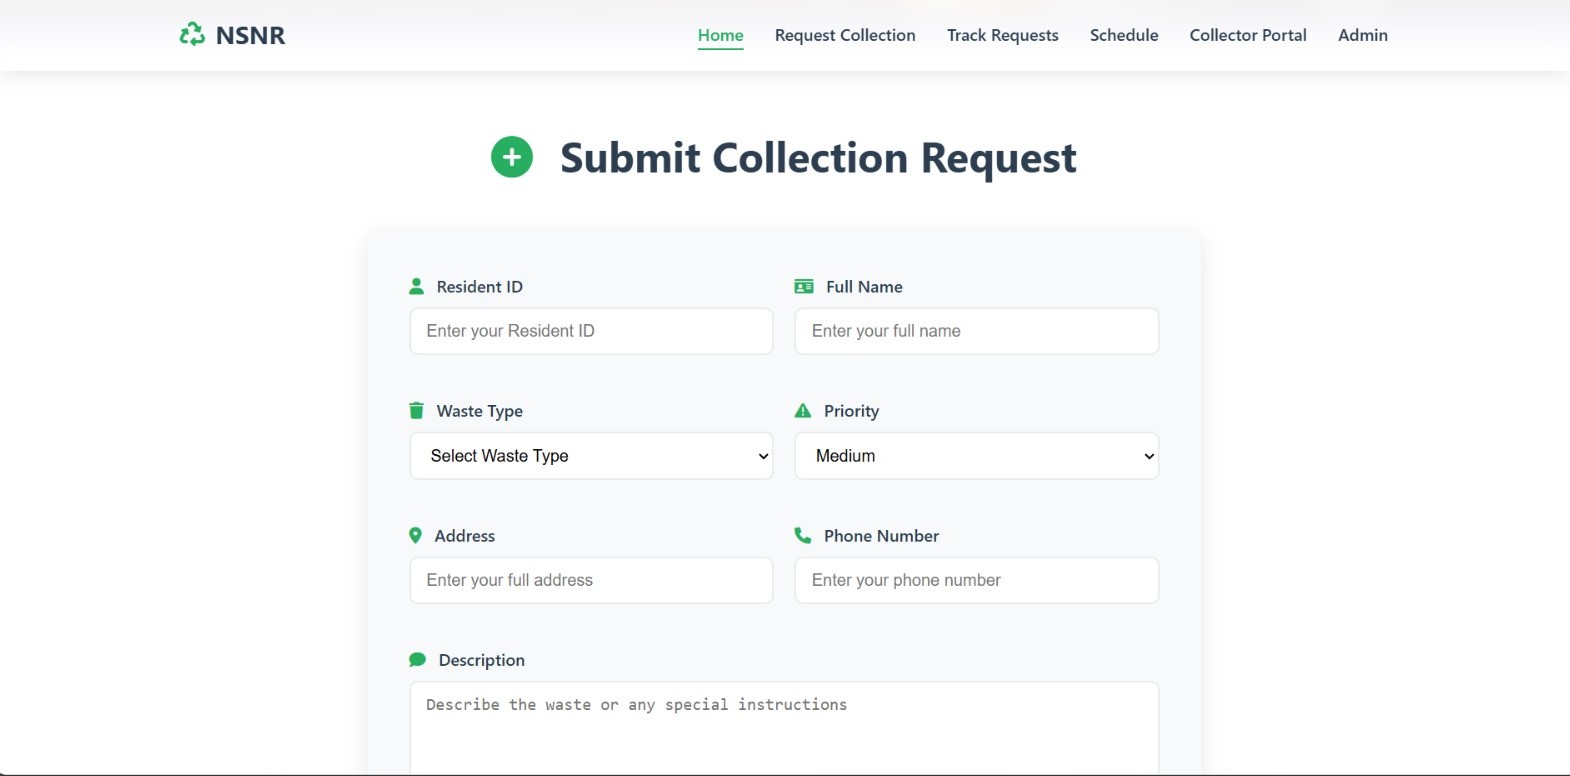 NSNR
Home Request Collection Track Requests Schedule Collector Portal Admin
Submit Collection Request
Resident ID
Full Name
Enter your Resident ID
Enter your full name
Waste Type
Priority
Select Waste Type
Medium
Address
Phone Number
Enter your full address
Enter your phone number
Description
Describe the waste or any special instructions